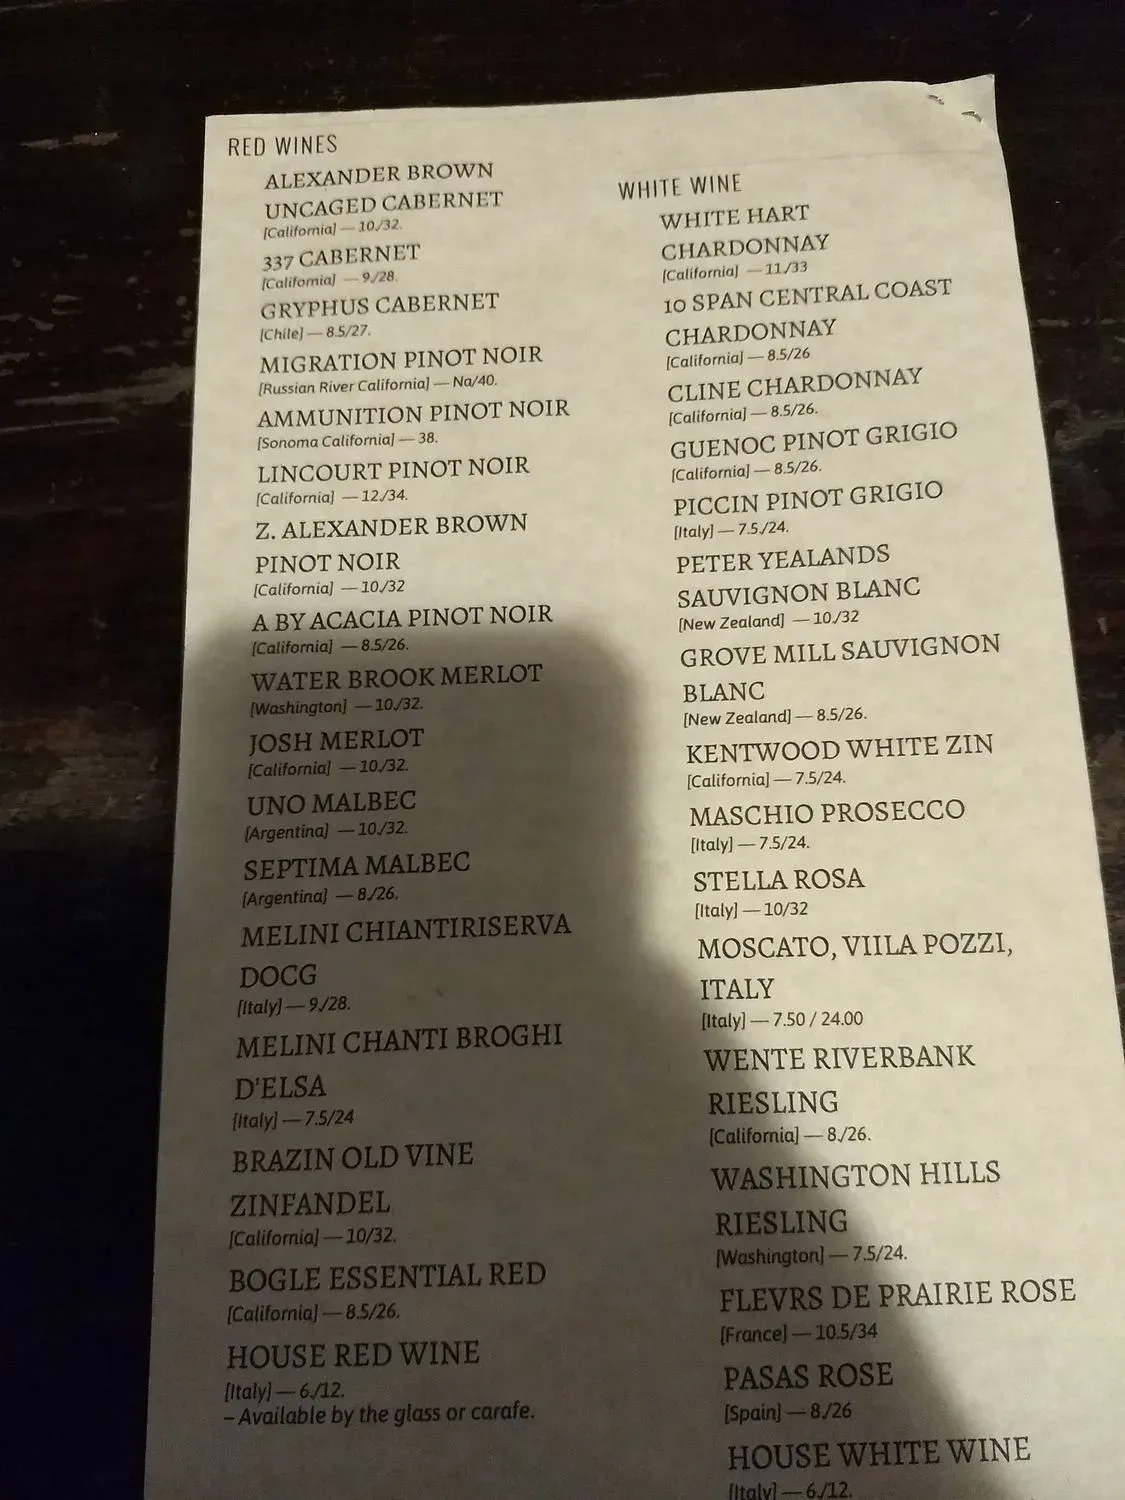 RED WINES
ALEXANDER BROWN
UNCAGED CABERNET
[California] — 10./32.
337 CABERNET
[California] — 9./28.
GRYPHUS CABERNET
[Chile] — 8.5/27.
MIGRATION PINOT NOIR
[Russian River California] — Na/40.
AMMUNITION PINOT NOIR
[Sonoma California] — 38.
LINCOURT PINOT NOIR
[California] — 12./34.
Z. ALEXANDER BROWN
PINOT NOIR
[California] — 10./32
A BY ACACIA PINOT NOIR
[California] — 8.5/26.
WATER BROOK MERLOT
[Washington] — 10./32.
JOSH MERLOT
[California] — 10./32.
UNO MALBEC
[Argentina] — 10./32.
SEPTIMA MALBEC
[Argentina] — 8./26.
MELINI CHIANTIRISERVA
DOCG
[Italy] — 9./28.
MELINI CHANTI BROGHI
D'ELSA
[Italy] — 7.5/24
BRAZIN OLD VINE
ZINFANDEL
[California] — 10/32.
BOGLE ESSENTIAL RED
[California] — 8.5/26.
HOUSE RED WINE
[Italy] — 6./12.
– Available by the glass or carafe.
WHITE WINE
WHITE HART
CHARDONNAY
[California] — 11./33
10 SPAN CENTRAL COAST
CHARDONNAY
[California] — 8.5/26
CLINE CHARDONNAY
[California] — 8.5/26.
GUENOC PINOT GRIGIO
[California] — 8.5/26.
PICCIN PINOT GRIGIO
[Italy] — 7.5./24.
PETER YEALANDS
SAUVIGNON BLANC
[New Zealand] — 10./32
GROVE MILL SAUVIGNON
BLANC
[New Zealand] — 8.5/26.
KENTWOOD WHITE ZIN
[California] — 7.5/24.
MASCHIO PROSECCO
[Italy] — 7.5/24.
STELLA ROSA
[Italy] — 10/32
MOSCATO, VIILA POZZI,
ITALY
[Italy] — 7.50 / 24.00
WENTE RIVERBANK
RIESLING
[California] — 8./26.
WASHINGTON HILLS
RIESLING
[Washington] — 7.5/24.
FLEVRS DE PRAIRIE ROSE
[France] — 10.5/34
PASAS ROSE
[Spain] — 8./26
HOUSE WHITE WINE
[Italy] — 6./12.